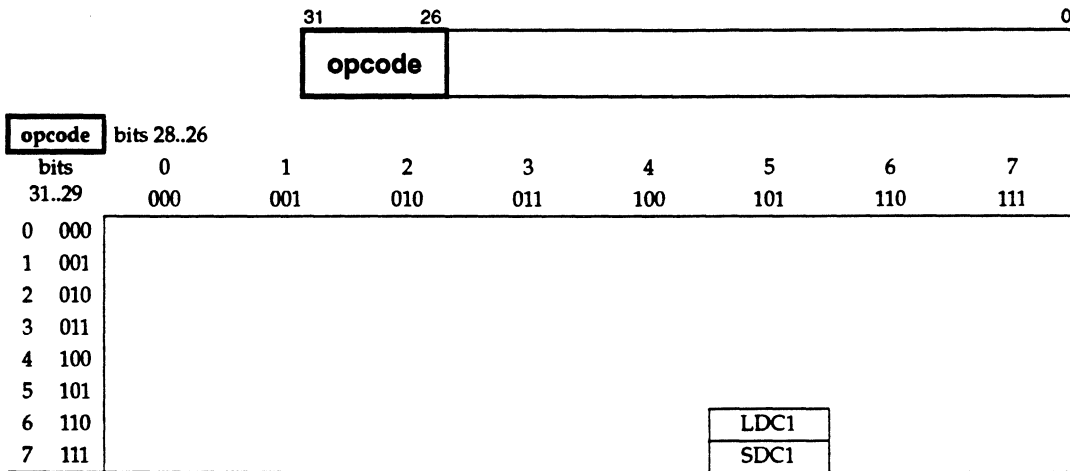 31 26 0
opcode
opcode bits 28..26
bits 0 1 2 3 4 5 6 7
31..29 000 001 010 011 100 101 110 111
0 000
1 001
2 010
3 011
4 100
5 101
6 110 LDC1
7 111 SDC1